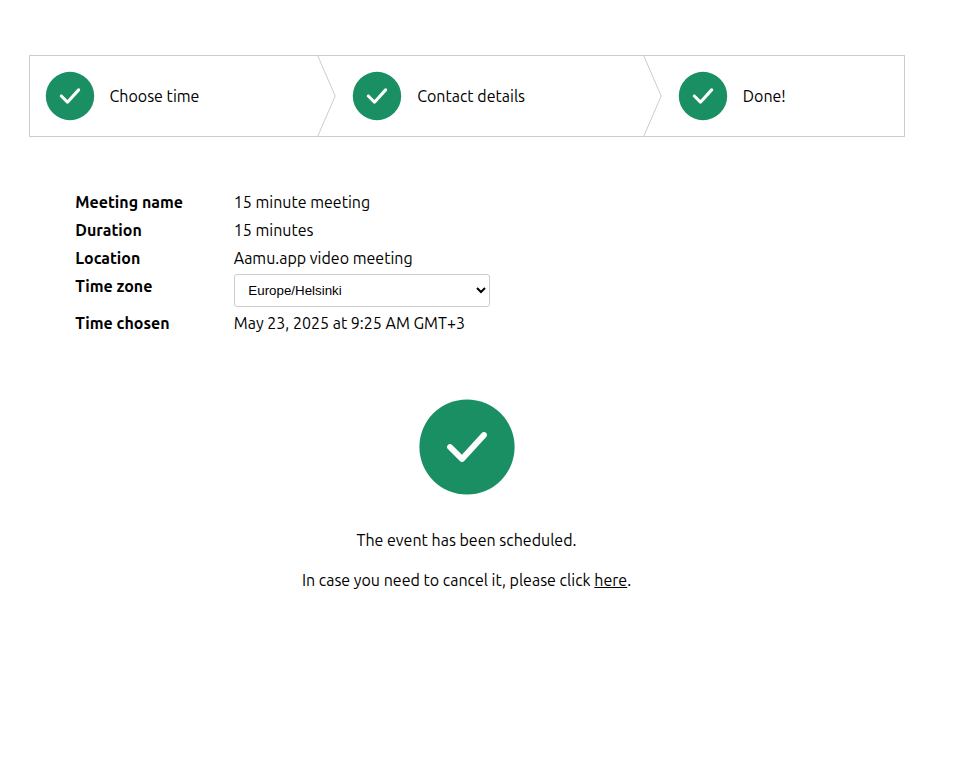 Choose time
Contact details
Done!
Meeting name 15 minute meeting
Duration 15 minutes
Location Aamu.app video meeting
Time zone Europe/Helsinki
Time chosen May 23, 2025 at 9:25 AM GMT+3
The event has been scheduled.
In case you need to cancel it, please click here.